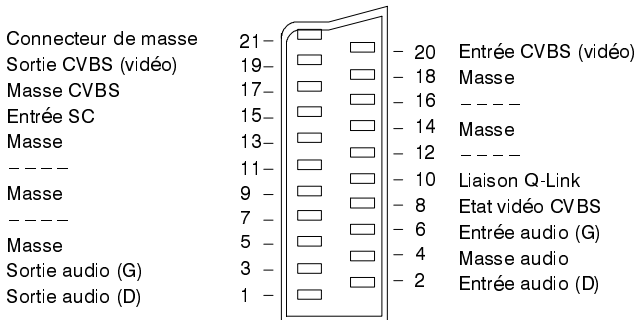 Connecteur de masse 21
Sortie CVBS (vidéo) 19
Masse CVBS 17
Entrée SC 15
Masse 13
---- 11
Masse 9
---- 7
Masse 5
Sortie audio (G) 3
Sortie audio (D) 1
20 Entrée CVBS (vidéo)
18 Masse
16 ----
14 Masse
12 ----
10 Liaison Q-Link
8 Etat vidéo CVBS
6 Entrée audio (G)
4 Masse audio
2 Entrée audio (D)